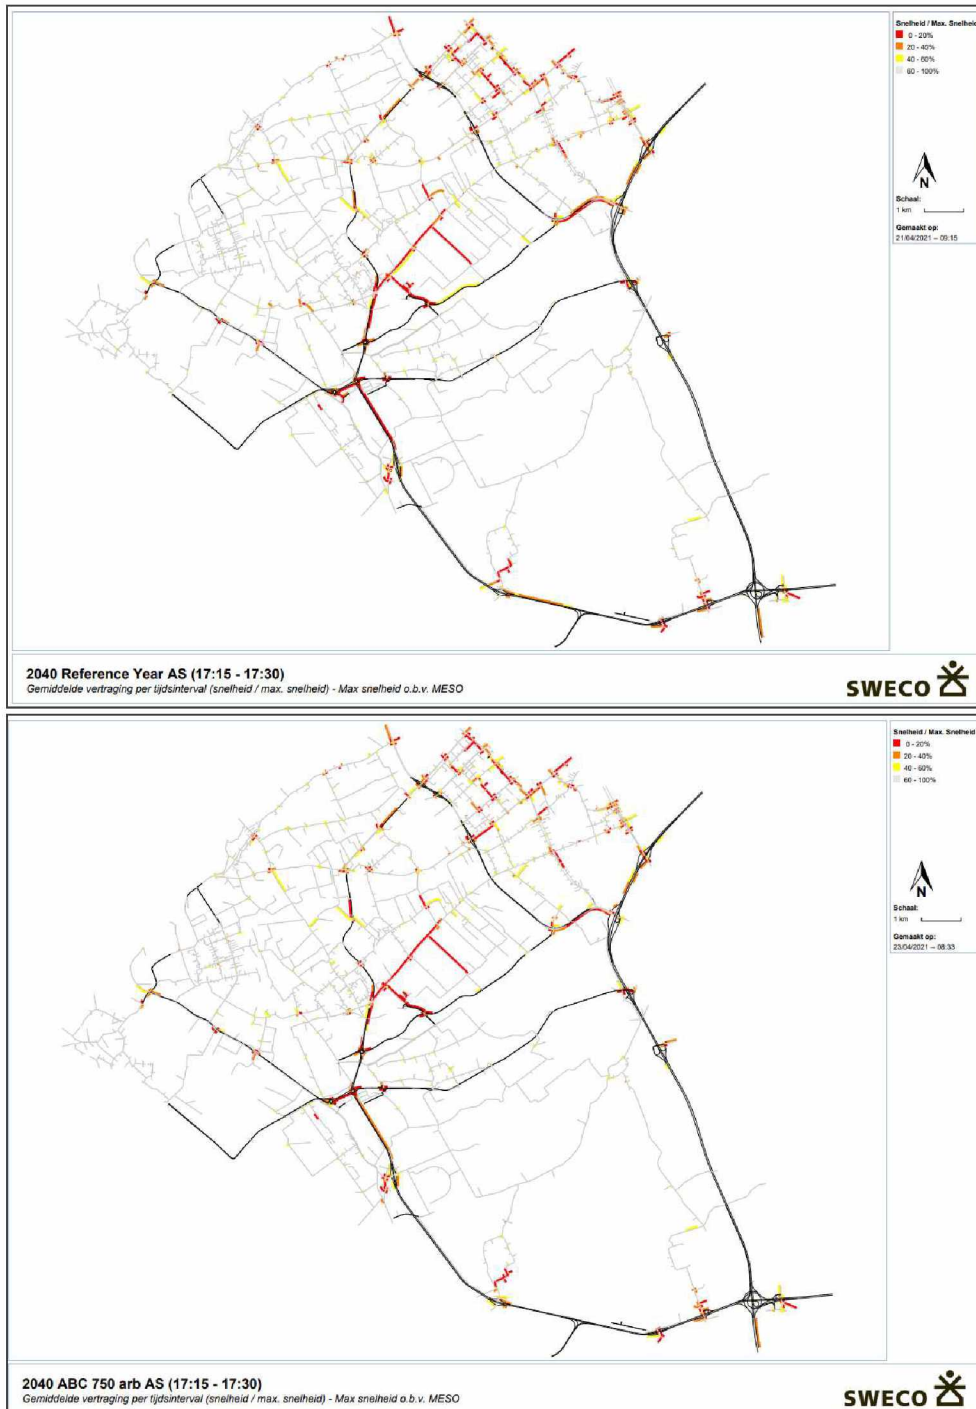 Snelheid / Max. Snelheid
0 - 20%
20 - 40%
40 - 60%
60 - 100%
N
Schaal:
1 km
Gemaakt op:
21/04/2021 – 09:15
2040 Reference Year AS (17:15 - 17:30)
Gemiddelde vertraging per tijdsinterval (snelheid / max. snelheid) - Max snelheid o.b.v. MESO
SWECO
Snelheid / Max. Snelheid
0 - 20%
20 - 40%
40 - 60%
60 - 100%
N
Schaal:
1 km
Gemaakt op:
23/04/2021 – 08:33
2040 ABC 750 arb AS (17:15 - 17:30)
Gemiddelde vertraging per tijdsinterval (snelheid / max. snelheid) - Max snelheid o.b.v. MESO
SWECO